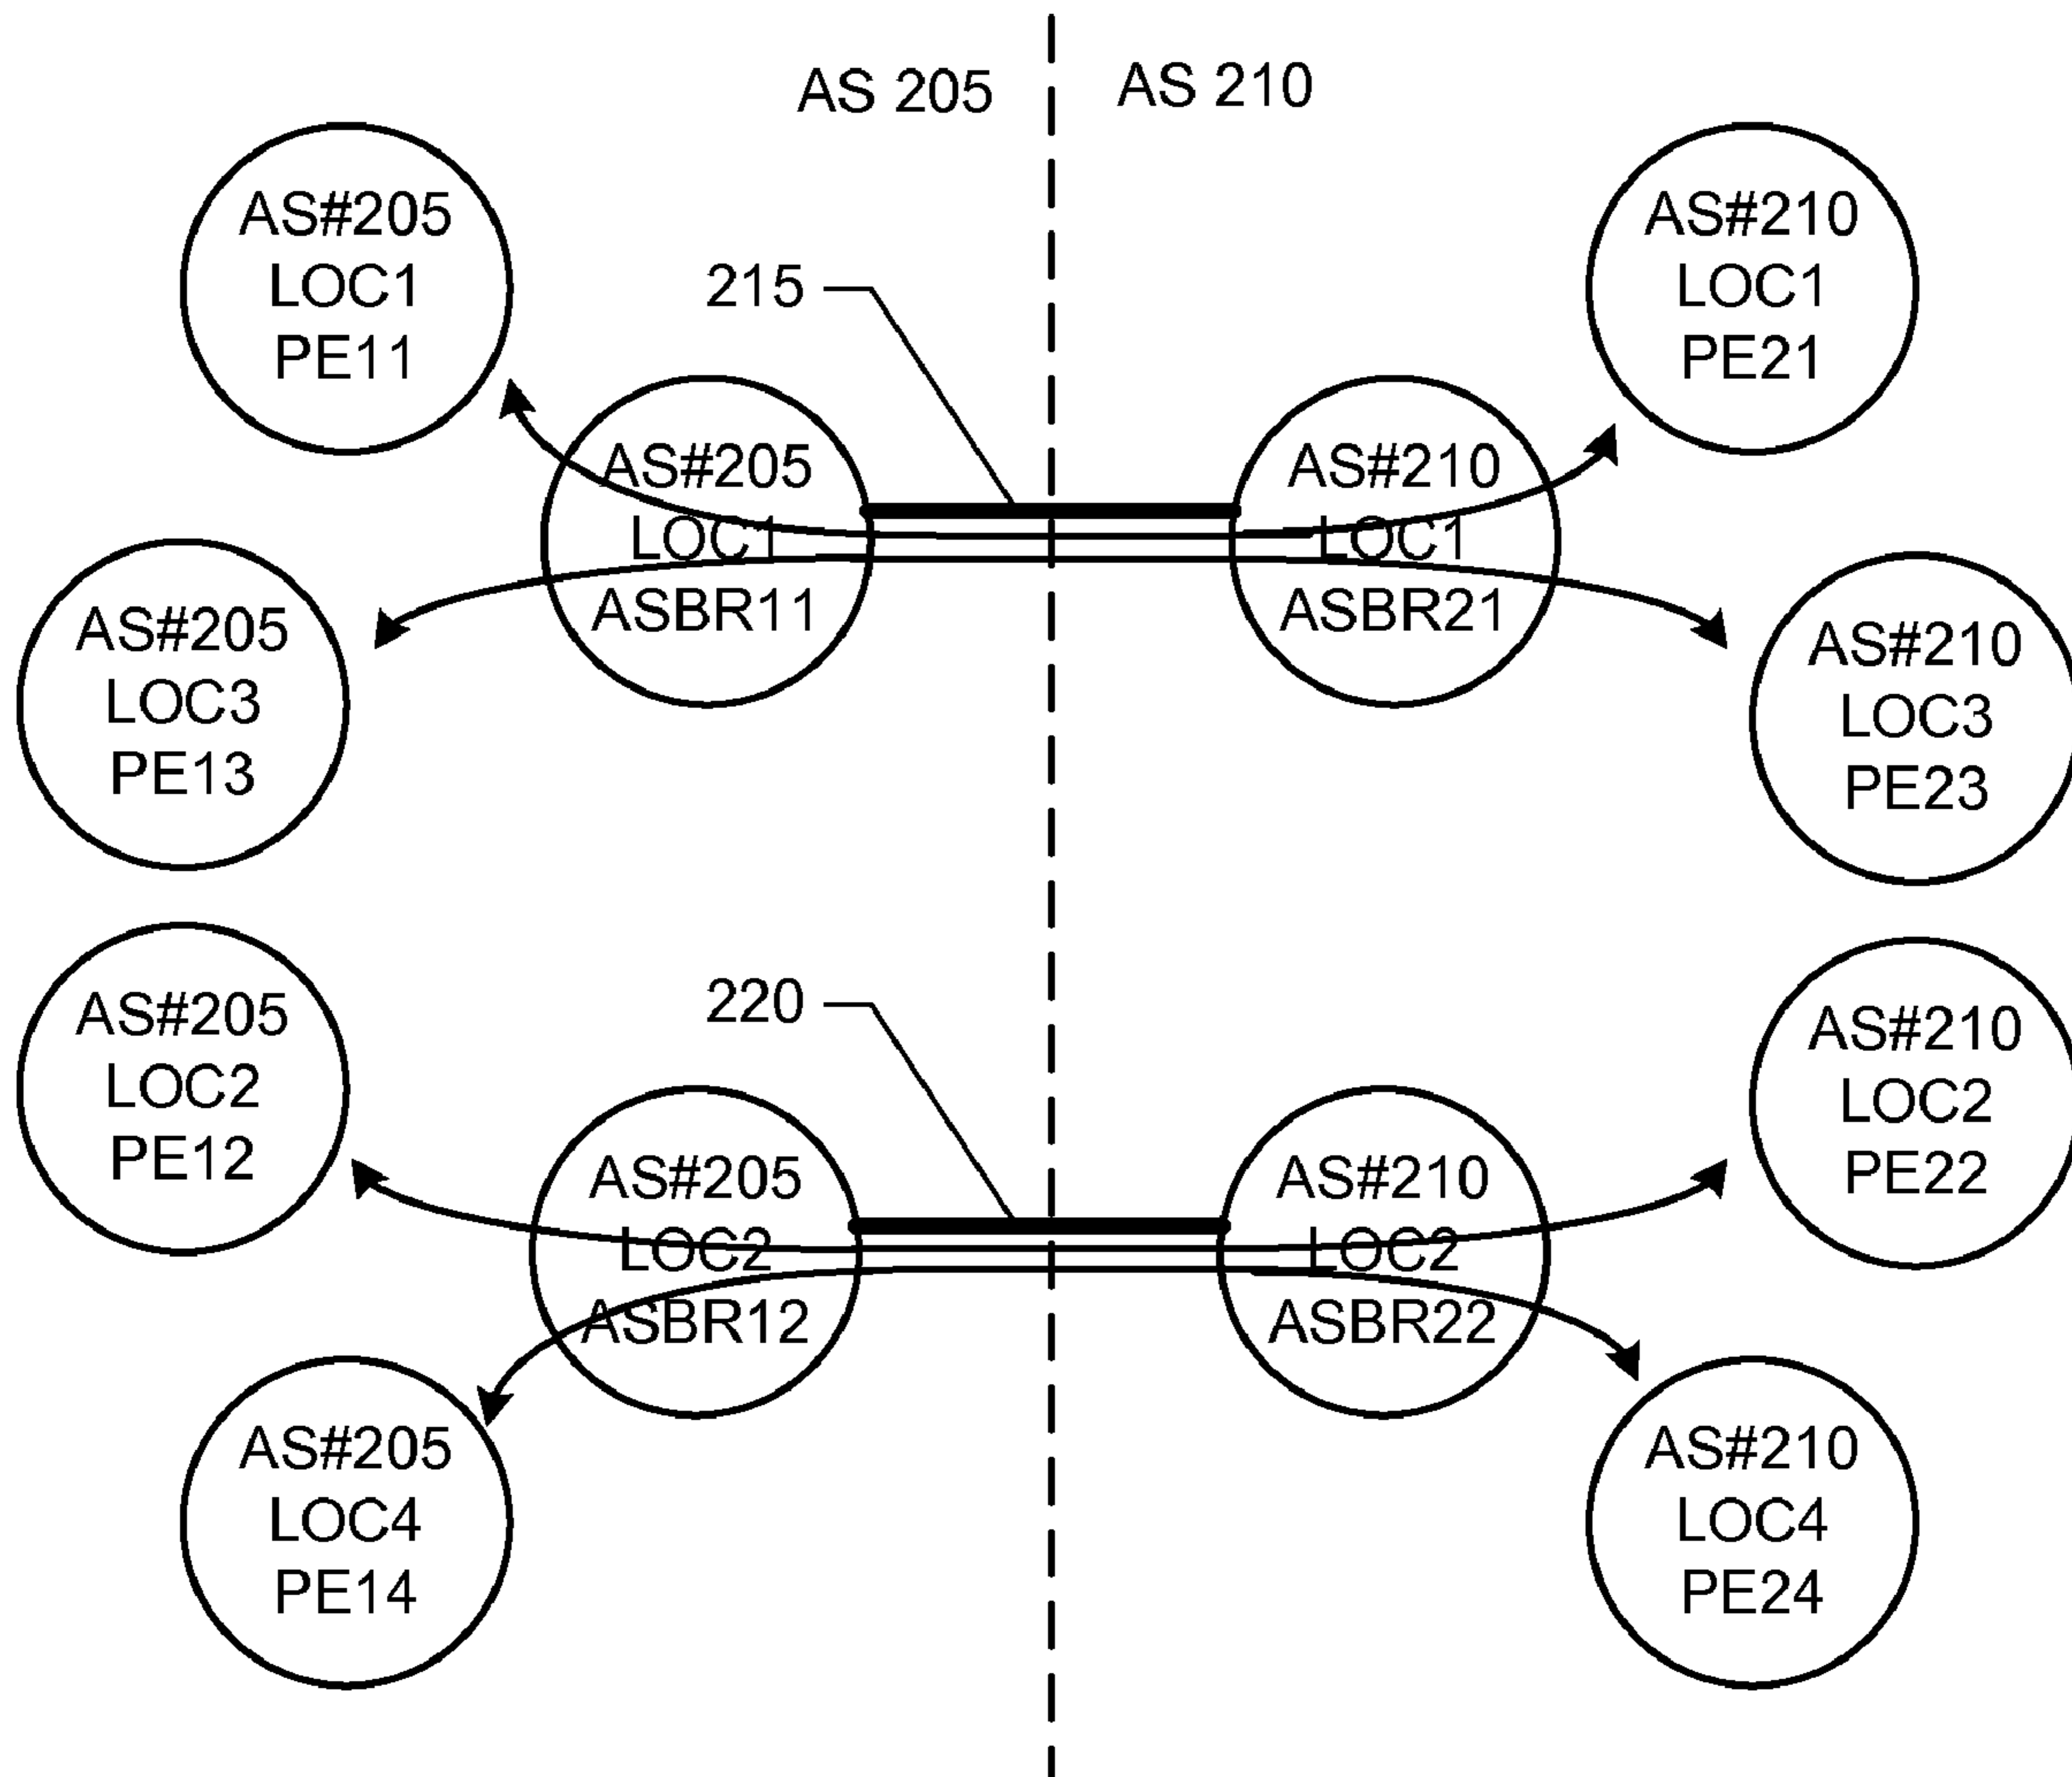 AS 205
AS 210
AS#205
LOC1
PE11
AS#210
LOC1
PE21
215
AS#205
LOC1
ASBR11
AS#210
LOC1
ASBR21
AS#205
LOC3
PE13
AS#210
LOC3
PE23
AS#205
LOC2
PE12
220
AS#210
LOC2
PE22
AS#205
LOC2
ASBR12
AS#210
LOC2
ASBR22
AS#205
LOC4
PE14
AS#210
LOC4
PE24